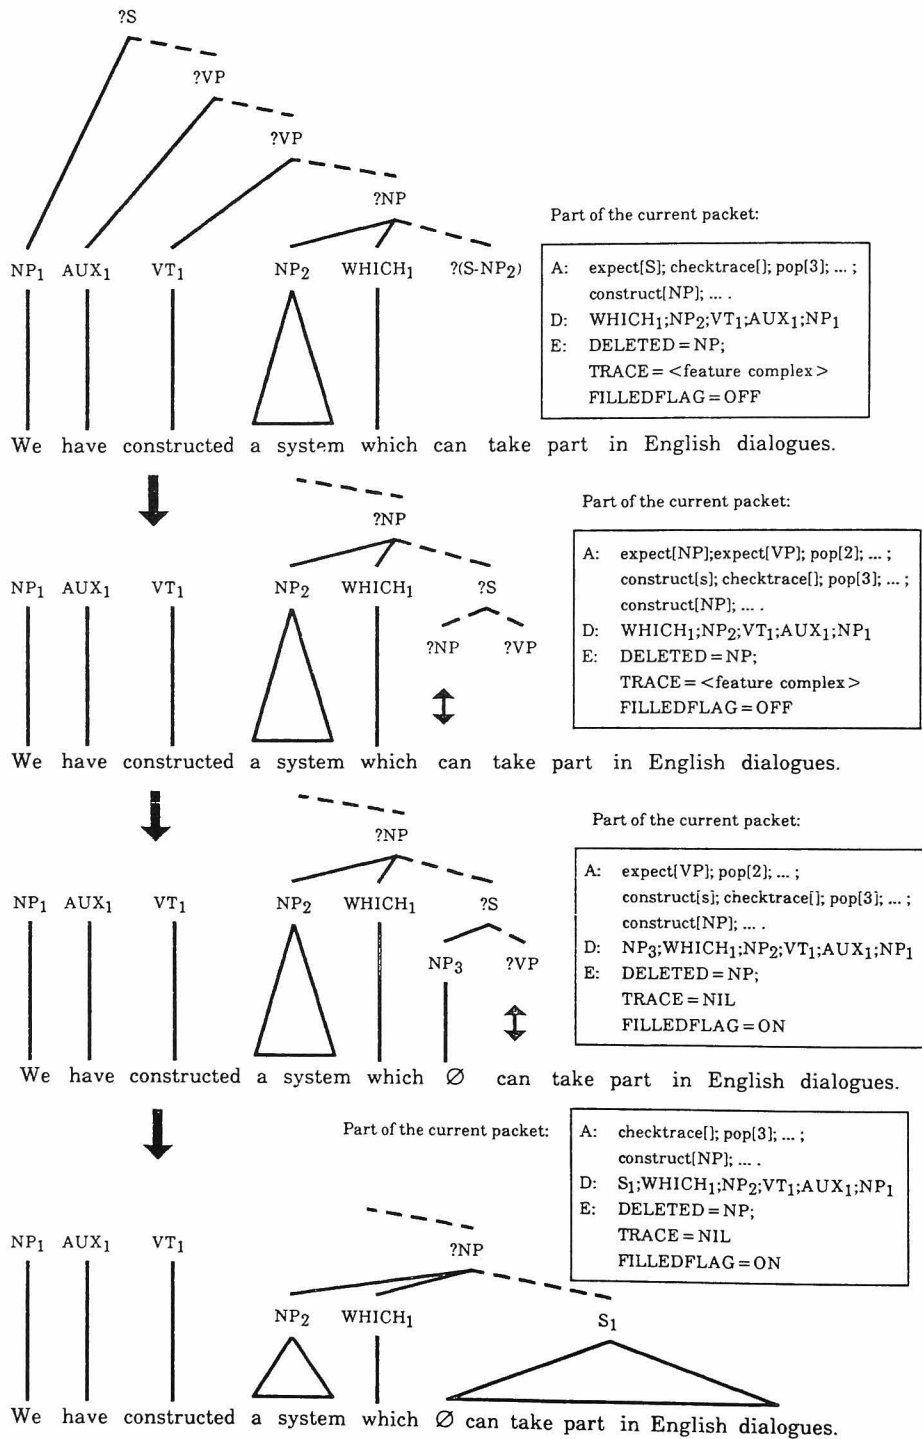 ?S
?VP
?VP
?NP
Part of the current packet:
NP₁ AUX₁ VT₁ NP₂ WHICH₁ ?(S-NP₂)
A: expect[S]; checktrace[]; pop[3]; ... ;
construct[NP]; ... .
D: WHICH₁;NP₂;VT₁;AUX₁;NP₁
E: DELETED=NP;
TRACE=<feature complex>
FILLEDFLAG=OFF
We have constructed a system which can take part in English dialogues.
Part of the current packet:
?NP
NP₁ AUX₁ VT₁ NP₂ WHICH₁ ?S
?NP ?VP
A: expect[NP];expect[VP]; pop[2]; ... ;
construct[s]; checktrace[]; pop[3]; ... ;
construct[NP]; ... .
D: WHICH₁;NP₂;VT₁;AUX₁;NP₁
E: DELETED=NP;
TRACE=<feature complex>
FILLEDFLAG=OFF
We have constructed a system which can take part in English dialogues.
Part of the current packet:
?NP
NP₁ AUX₁ VT₁ NP₂ WHICH₁ ?S
NP₃ ?VP
A: expect[VP]; pop[2]; ... ;
construct[s]; checktrace[]; pop[3]; ... ;
construct[NP]; ... .
D: NP₃;WHICH₁;NP₂;VT₁;AUX₁;NP₁
E: DELETED=NP;
TRACE=NIL
FILLEDFLAG=ON
We have constructed a system which ∅ can take part in English dialogues.
Part of the current packet:
A: checktrace[]; pop[3]; ... ;
construct[NP]; ... .
D: S₁;WHICH₁;NP₂;VT₁;AUX₁;NP₁
E: DELETED=NP;
TRACE=NIL
FILLEDFLAG=ON
NP₁ AUX₁ VT₁ ?NP
NP₂ WHICH₁ S₁
We have constructed a system which ∅ can take part in English dialogues.